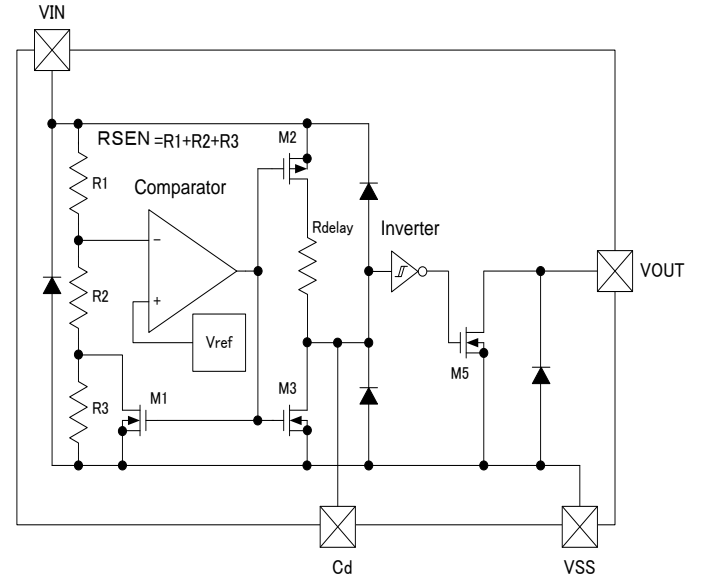 VIN
RSEN =R1+R2+R3
M2
R1
Comparator
Rdelay
Inverter
−
VOUT
R2
+
Vref
M5
R3
M1
M3
Cd
VSS